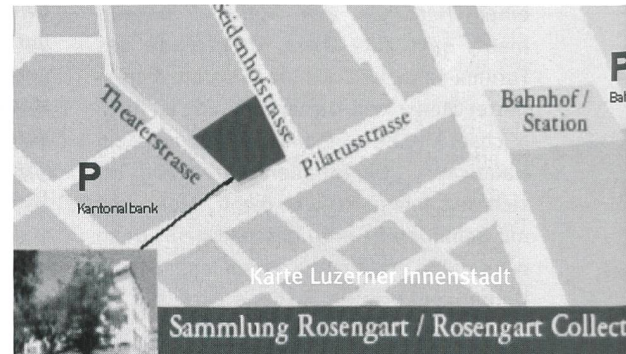 Seidenhofstrasse
Theaterstrasse
Pilatusstrasse
Bahnhof /
Station
P
P
Kantonalbank
Karte Luzerner Innenstadt
Sammlung Rosengart / Rosengart Collect